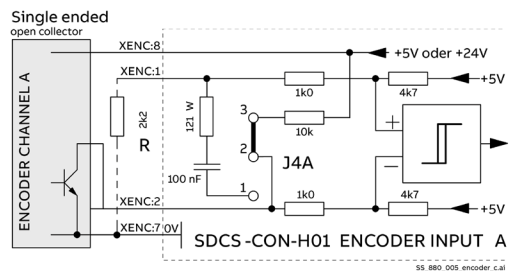 Single ended
open collector
XENC:8
+5V oder +24V
XENC:1
+5V
1k0
4k7
ENCODER CHANNEL A
2k2
R
121 W
3
10k
2
J4A
100 nF
1
+
−
XENC:2
1k0
4k7
+5V
XENC:7
0V
SDCS -CON-H01 ENCODER INPUT A
SS_880_005_encoder_c.ai